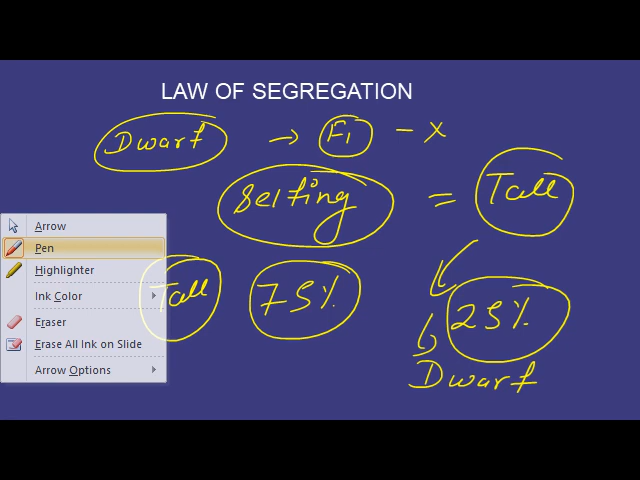 LAW OF SEGREGATION
Dwarf → F1 – X
Selfing = Tall
Arrow
Pen
Highlighter
Ink Color
Eraser
Erase All Ink on Slide
Arrow Options
Tall 75% 25%
Dwarf